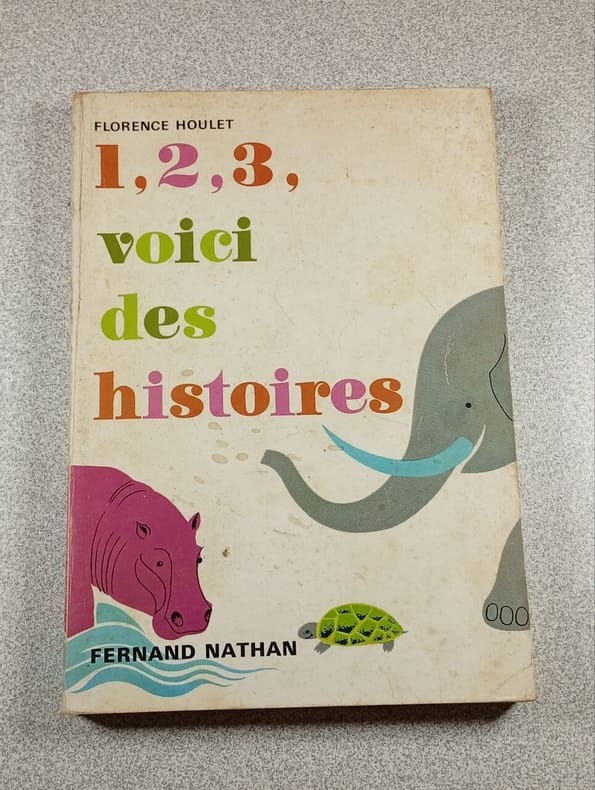 FLORENCE HOULET
1, 2, 3,
voici
des
histoires
FERNAND NATHAN